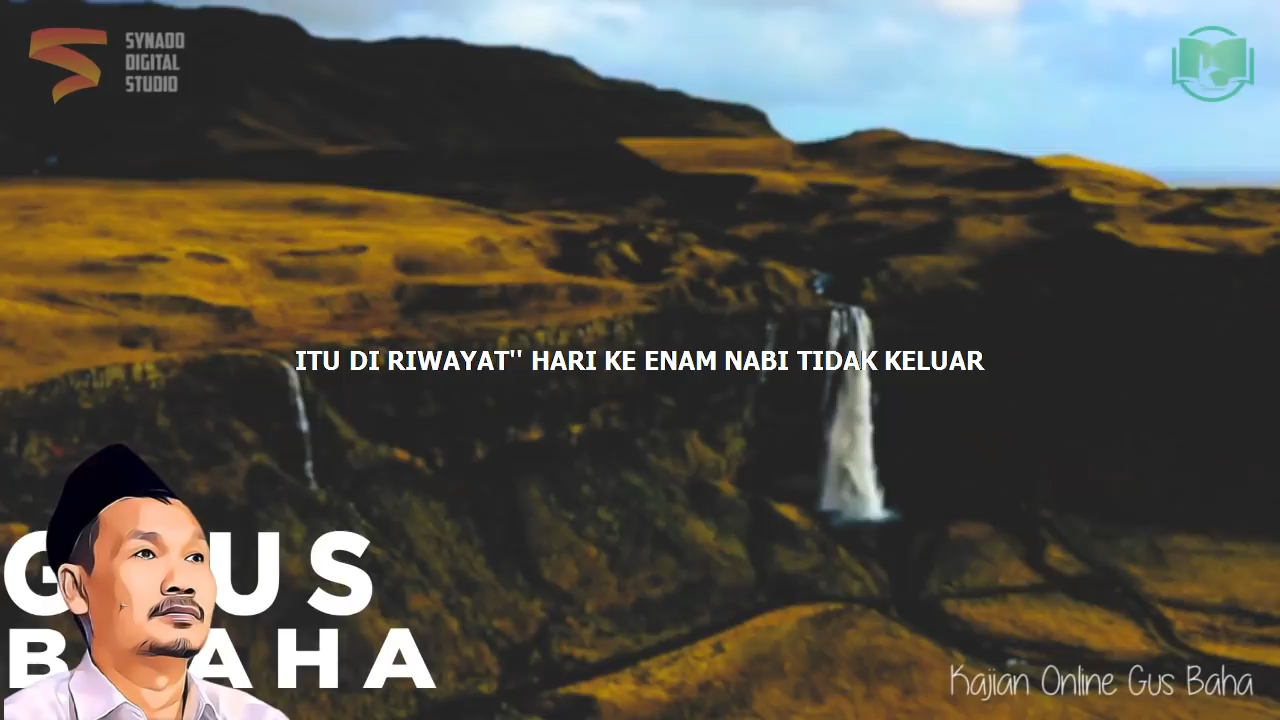 SYNADO
DIGITAL
STUDIO
ITU DI RIWAYAT'' HARI KE ENAM NABI TIDAK KELUAR
GUS
BAHA
Kajian Online Gus Baha